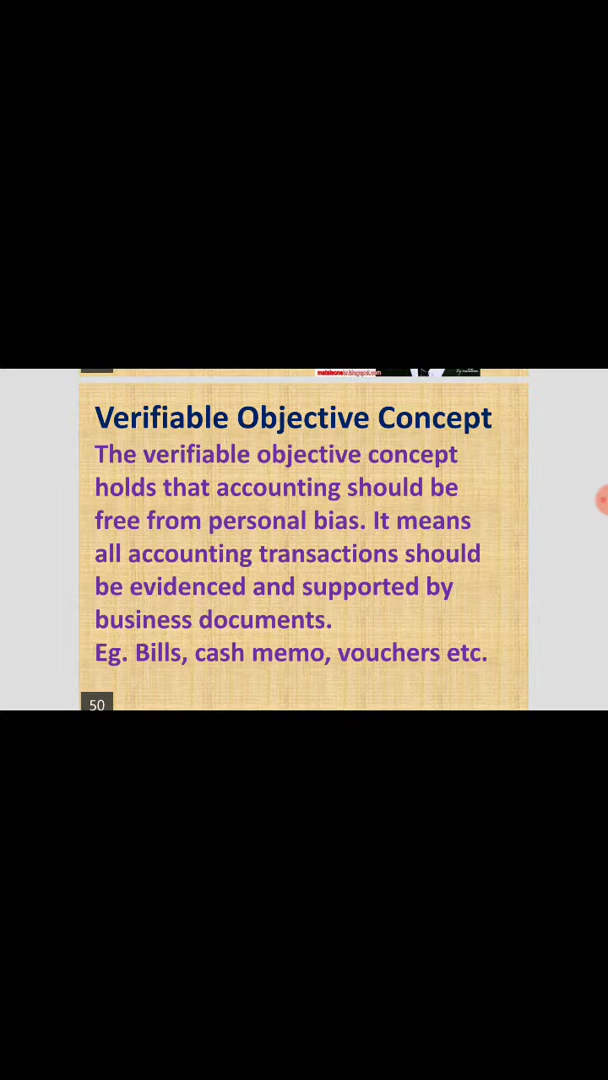 Verifiable Objective Concept
The verifiable objective concept
holds that accounting should be
free from personal bias. It means
all accounting transactions should
be evidenced and supported by
business documents.
Eg. Bills, cash memo, vouchers etc.
50